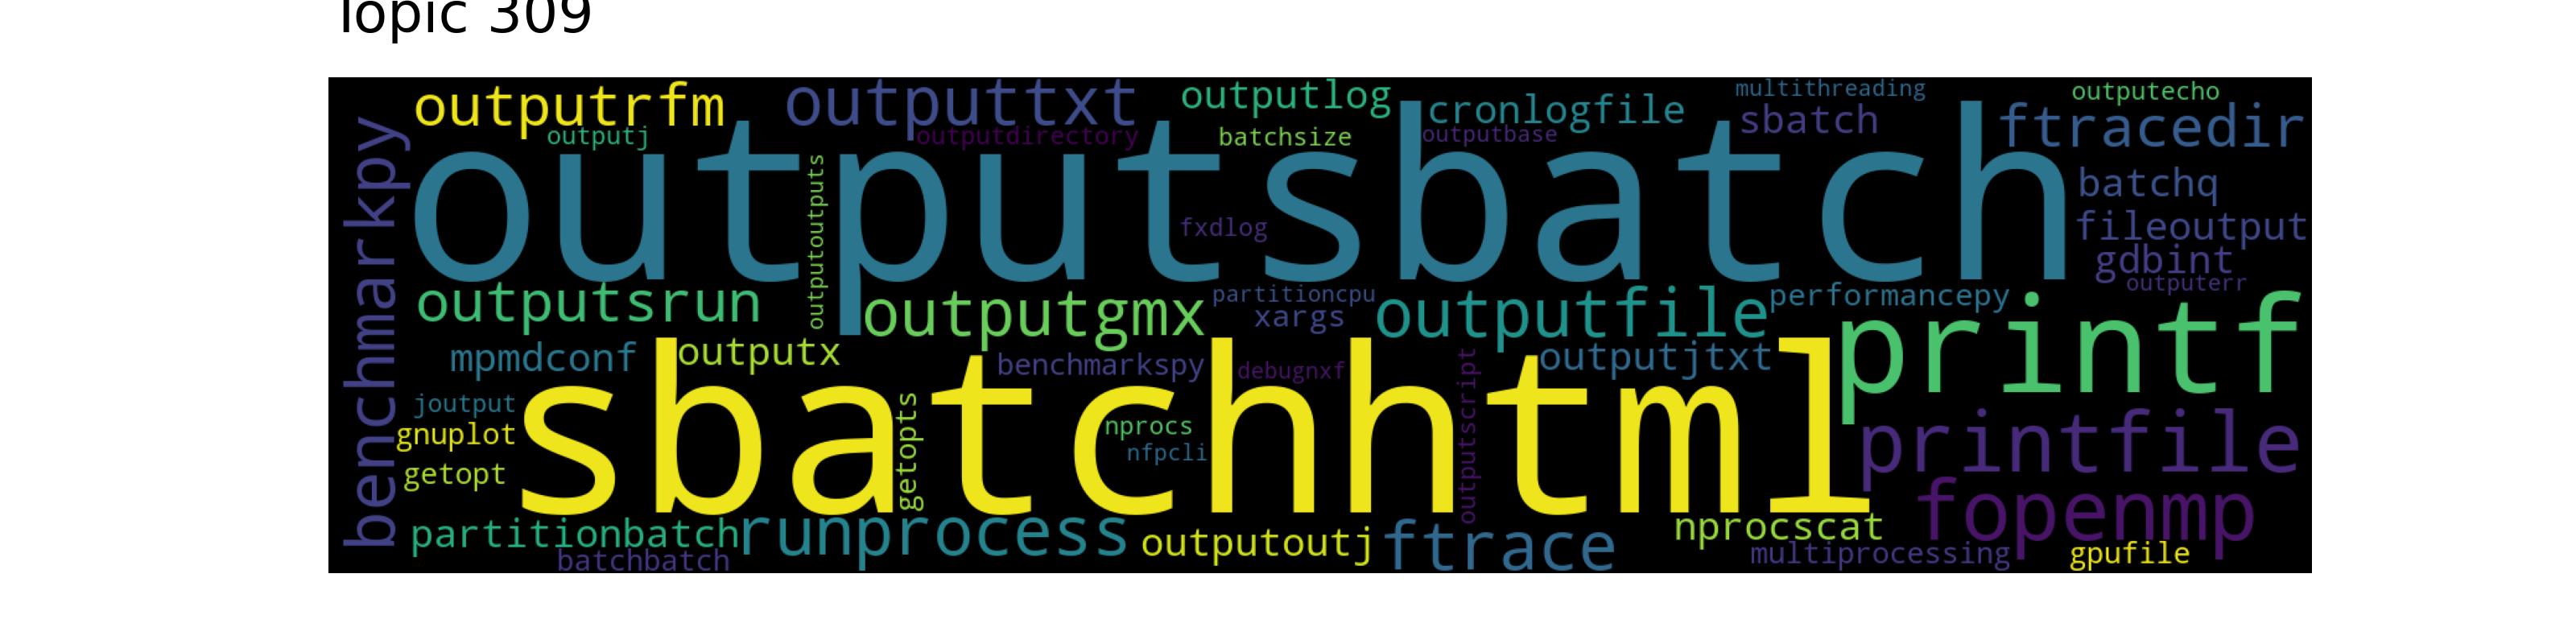 Topic 309
outputrfm outputtxt outputlog cronlogfile multithreading sbatch outputecho
outputj outputdirectory batchsize outputbase ftracedir
benchmarkpy outputsbatch outputoutputs fxdlog batchq
fileoutput
gdbint
outputerr
outputsrun outputgmx partitioncpu xargs outputfile performancepy printf
mpmdconf outputx benchmarkspy debugnxf outputscript outputjtxt
joutput sbatchhtml getopts nprocs nfpcli printfile
gnuplot
getopt fopenmp
partitionbatch runprocess outputoutj ftrace nprocscat
batchbatch multiprocessing gpufile